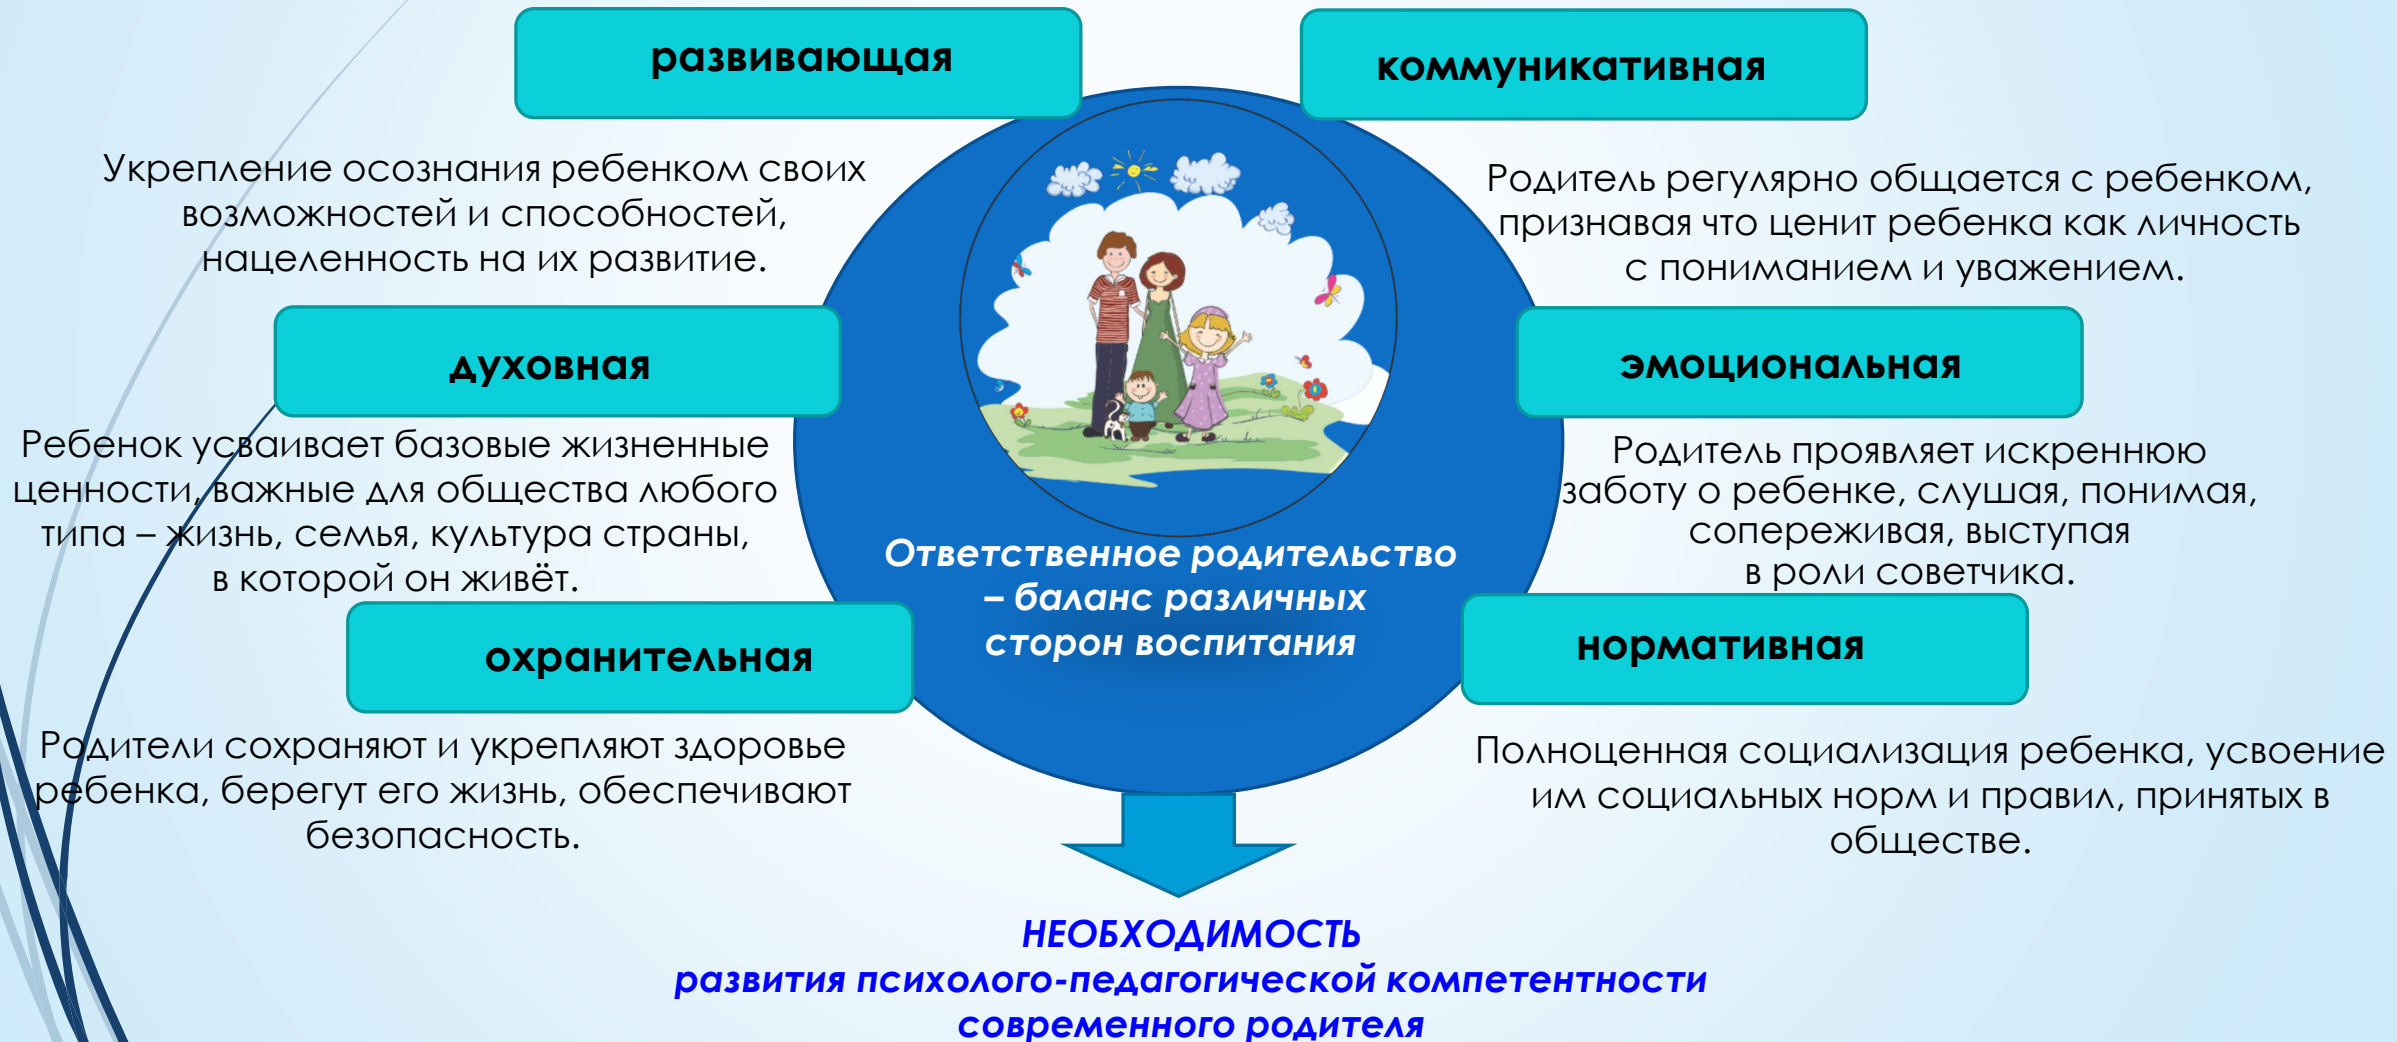 развивающая
Укрепление осознания ребенком своих
возможностей и способностей,
нацеленность на их развитие.
духовная
Ребенок усваивает базовые жизненные
ценности, важные для общества любого
типа – жизнь, семья, культура страны,
в которой он живёт.
охранительная
Родители сохраняют и укрепляют здоровье
ребенка, берегут его жизнь, обеспечивают
безопасность.
коммуникативная
Родитель регулярно общается с ребенком,
признавая что ценит ребенка как личность
с пониманием и уважением.
эмоциональная
Родитель проявляет искреннюю
заботу о ребенке, слушая, понимая,
сопереживая, выступая
в роли советчика.
нормативная
Полноценная социализация ребенка, усвоение
им социальных норм и правил, принятых в
обществе.
Ответственное родительство
– баланс различных
сторон воспитания
НЕОБХОДИМОСТЬ
развития психолого-педагогической компетентности
современного родителя